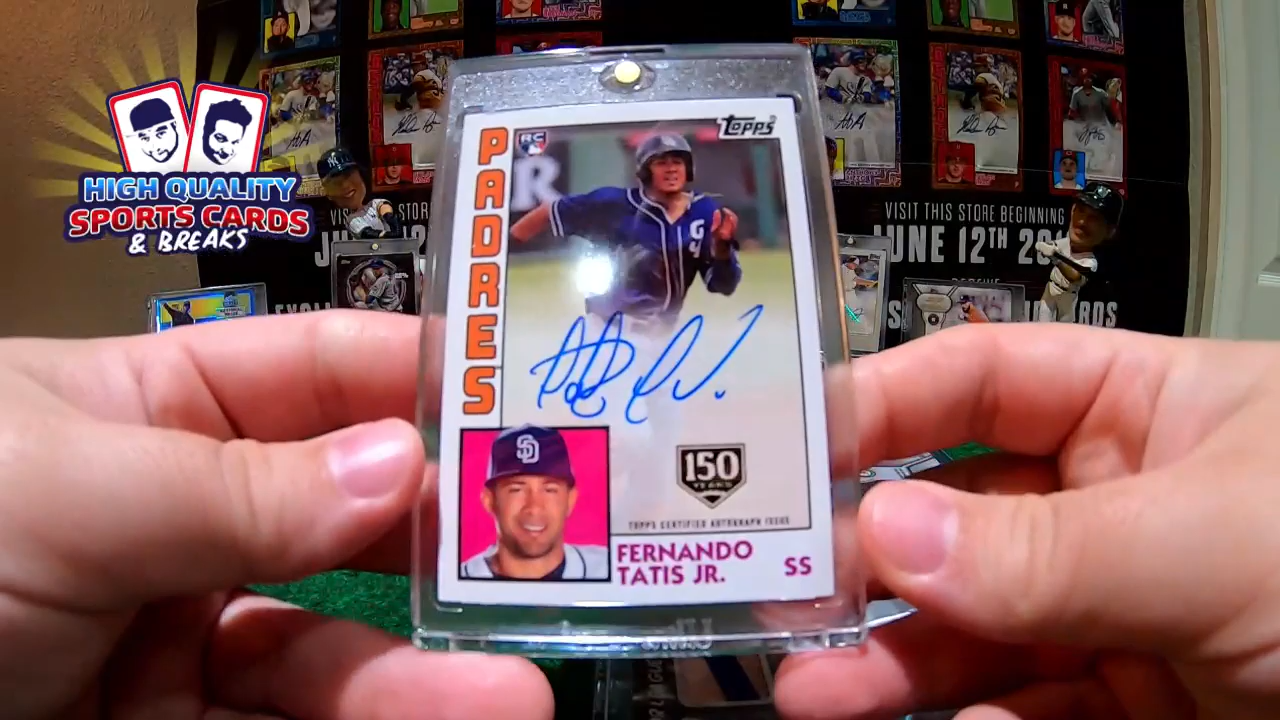 HIGH QUALITY
SPORTS CARDS
& BREAKS
VISIT THIS STORE BEGINNING
JUNE 12TH
PADRES
RC
Topps
SD
150
YEARS
TOPPS CERTIFIED AUTOGRAPH ISSUE
FERNANDO
TATIS JR.
SS